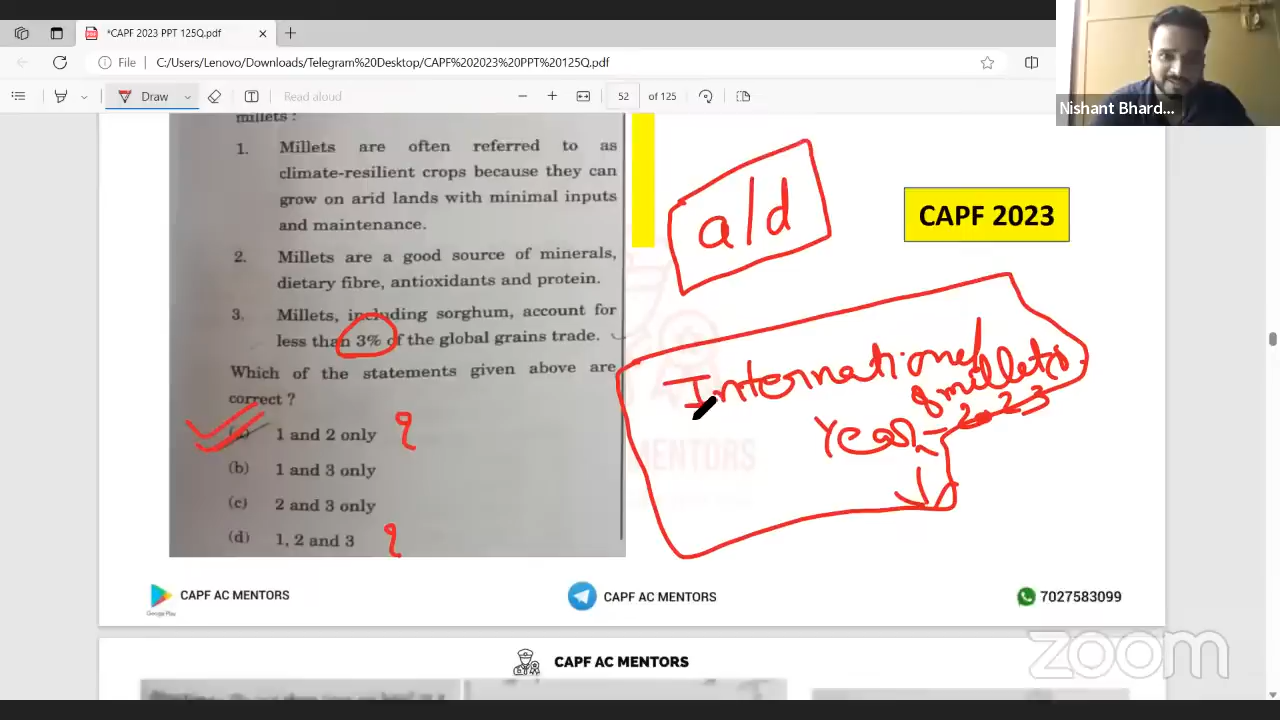 *CAPF 2023 PPT 125Q.pdf
File C:/Users/Lenovo/Downloads/Telegram%20Desktop/CAPF%202023%20PPT%20125Q.pdf
Draw Read aloud 52 of 125
Nishant Bhard...
millets :
1. Millets are often referred to as
climate-resilient crops because they can
grow on arid lands with minimal inputs
and maintenance.
2. Millets are a good source of minerals,
dietary fibre, antioxidants and protein.
3. Millets, including sorghum, account for
less than 3% of the global grains trade.
Which of the statements given above are
correct ?
(a) 1 and 2 only
(b) 1 and 3 only
(c) 2 and 3 only
(d) 1, 2 and 3
a/d
CAPF 2023
International
of millets
Year - 2023
MENTORS
CAPF AC MENTORS
Google Play
CAPF AC MENTORS
7027583099
zoom
CAPF AC MENTORS